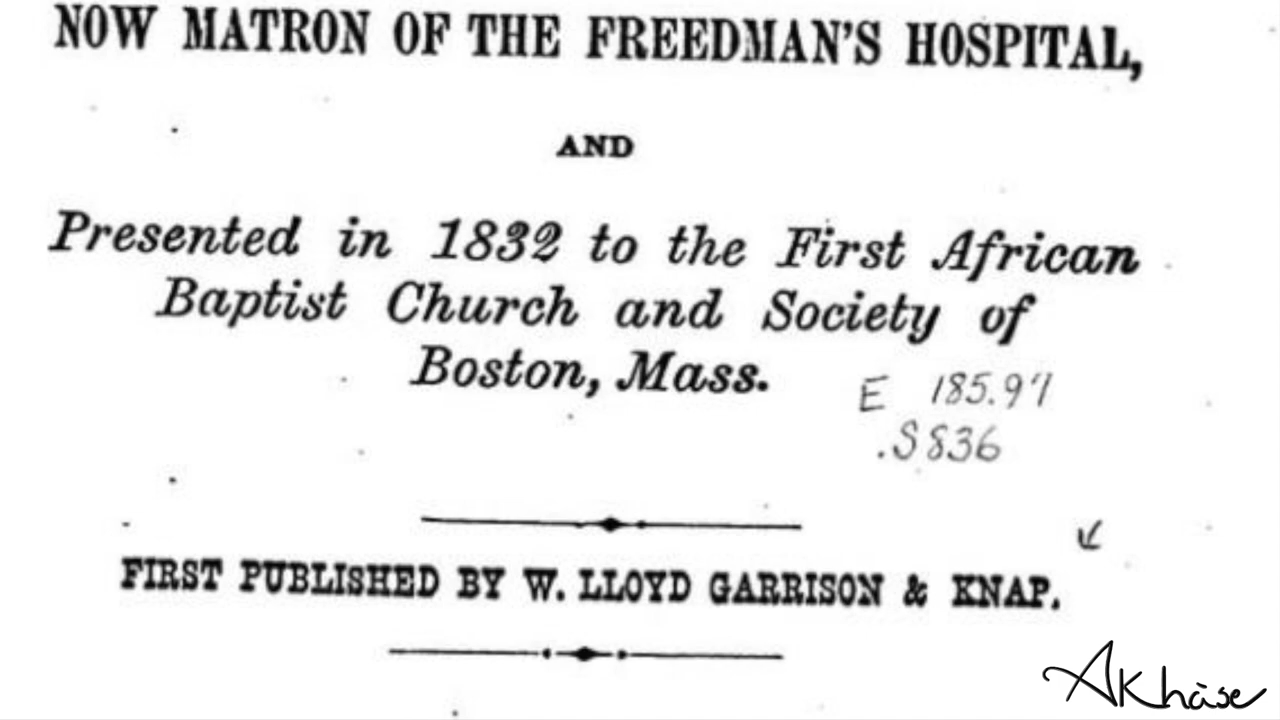 NOW MATRON OF THE FREEDMAN'S HOSPITAL,
AND
Presented in 1832 to the First African
Baptist Church and Society of
Boston, Mass.
E 185.97
.S836
FIRST PUBLISHED BY W. LLOYD GARRISON & KNAP.
AKhàse